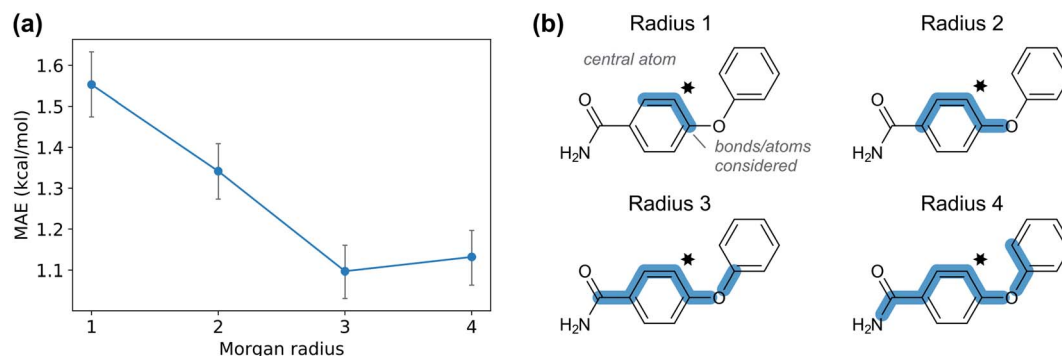 (a)
MAE (kcal/mol)
1.6
1.5
1.4
1.3
1.2
1.1
1
2
3
4
Morgan radius
(b)
Radius 1
central atom
O
H₂N
O
bonds/atoms
considered
Radius 2
O
H₂N
O
Radius 3
O
H₂N
O
Radius 4
O
H₂N
O